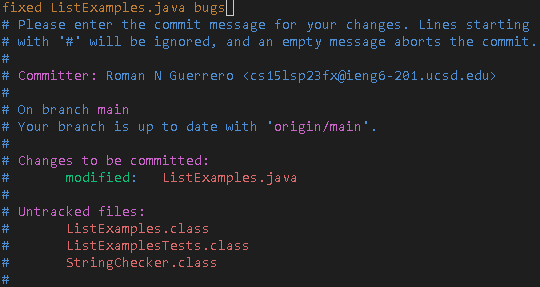 fixed ListExamples.java bugs
# Please enter the commit message for your changes. Lines starting
# with '#' will be ignored, and an empty message aborts the commit.
#
# Committer: Roman N Guerrero <cs15lsp23fx@ieng6-201.ucsd.edu>
#
# On branch main
# Your branch is up to date with 'origin/main'.
#
# Changes to be committed:
#       modified:   ListExamples.java
#
# Untracked files:
#       ListExamples.class
#       ListExamplesTests.class
#       StringChecker.class
#